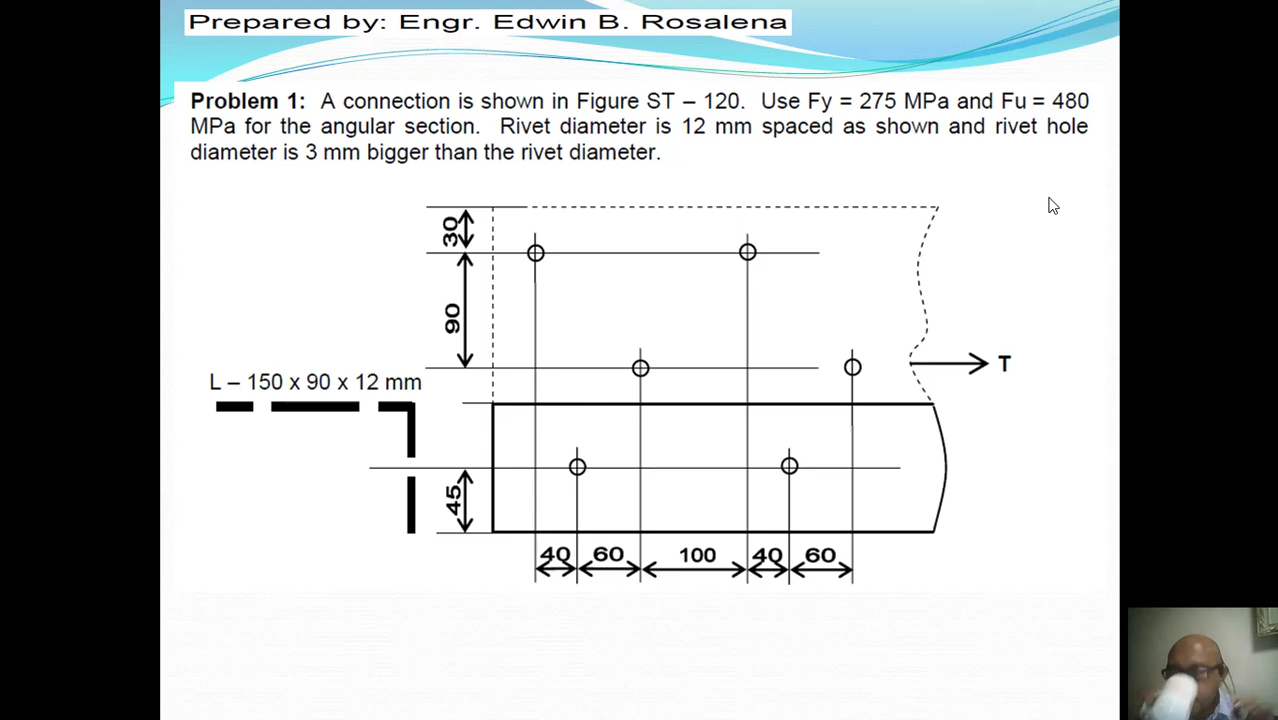 Prepared by: Engr. Edwin B. Rosalena
Problem 1: A connection is shown in Figure ST – 120. Use Fy = 275 MPa and Fu = 480
MPa for the angular section. Rivet diameter is 12 mm spaced as shown and rivet hole
diameter is 3 mm bigger than the rivet diameter.
30
90
T
L – 150 x 90 x 12 mm
45
40 60 100 40 60